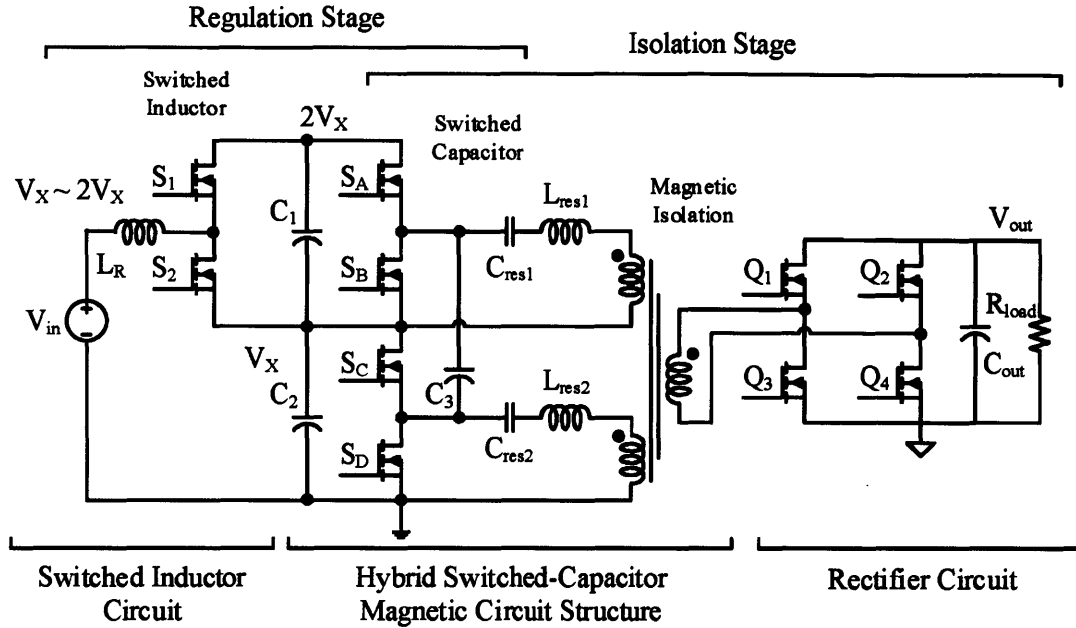 Regulation Stage
Isolation Stage
Switched
Inductor
2V_X
Switched
Capacitor
S_1
S_A
V_X ~ 2V_X
L_res1
Magnetic
Isolation
C_1
V_out
L_R
S_2
S_B
C_res1
Q_1
Q_2
V_in
R_load
V_X
S_C
L_res2
C_2
C_3
Q_3
Q_4
C_out
S_D
C_res2
Switched Inductor
Circuit
Hybrid Switched-Capacitor
Magnetic Circuit Structure
Rectifier Circuit